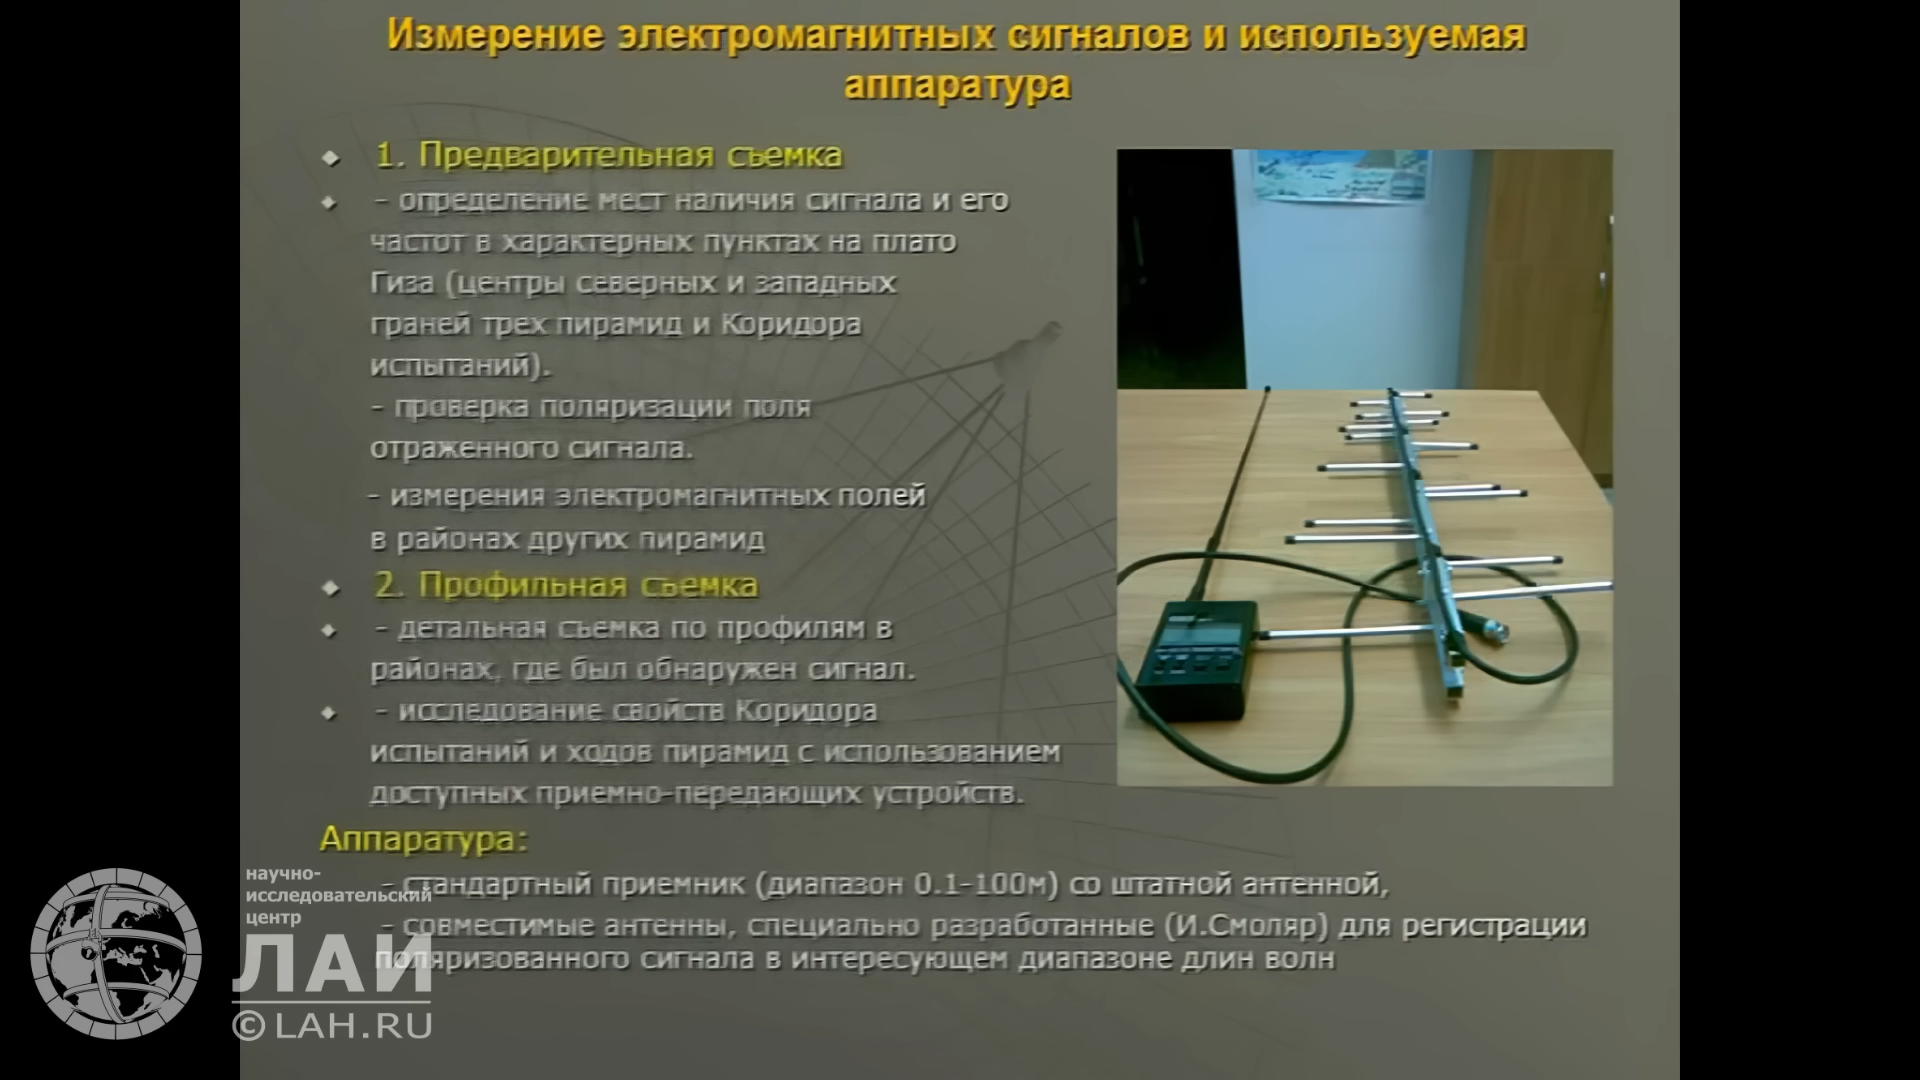 Измерение электромагнитных сигналов и используемая
аппаратура
1. Предварительная съемка
- определение мест наличия сигнала и его
частот в характерных пунктах на плато
Гиза (центры северных и западных
граней трех пирамид и Коридора
испытаний).
- проверка поляризации поля
отраженного сигнала.
- измерения электромагнитных полей
в районах других пирамид
2. Профильная съемка
- детальная съемка по профилям в
районах, где был обнаружен сигнал.
- исследование свойств Коридора
испытаний и ходов пирамид с использованием
доступных приемно-передающих устройств.
Аппаратура:
- стандартный приемник (диапазон 0.1-100м) со штатной антенной,
- совместимые антенны, специально разработанные (И.Смоляр) для регистрации
поляризованного сигнала в интересующем диапазоне длин волн
научно-
исследовательский
центр
ЛАИ
©LAH.RU